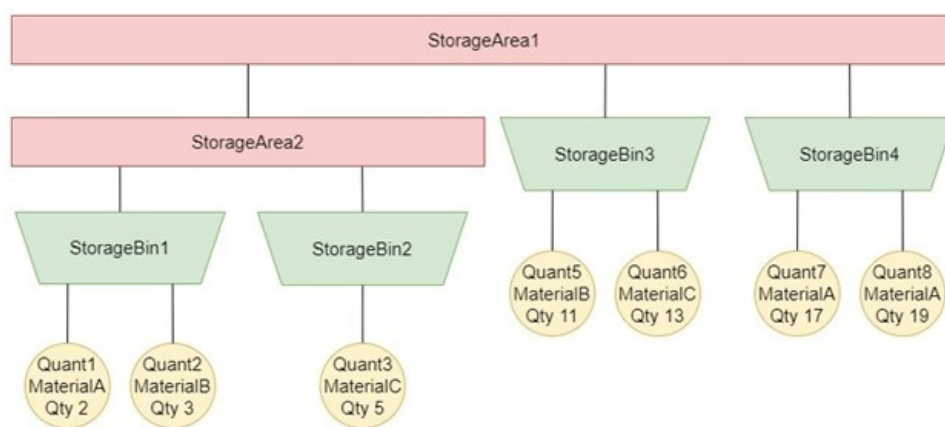 StorageArea1
StorageArea2
StorageBin3
StorageBin4
StorageBin1
StorageBin2
Quant5
MaterialB
Qty 11
Quant6
MaterialC
Qty 13
Quant7
MaterialA
Qty 17
Quant8
MaterialA
Qty 19
Quant1
MaterialA
Qty 2
Quant2
MaterialB
Qty 3
Quant3
MaterialC
Qty 5